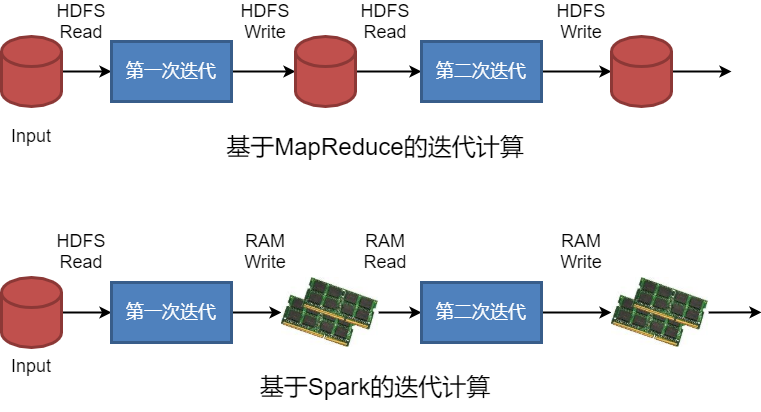 HDFS
Read
HDFS
Write
HDFS
Read
HDFS
Write
第一次迭代
第二次迭代
Input
基于MapReduce的迭代计算
HDFS
Read
RAM
Write
RAM
Read
RAM
Write
第一次迭代
第二次迭代
Input
基于Spark的迭代计算